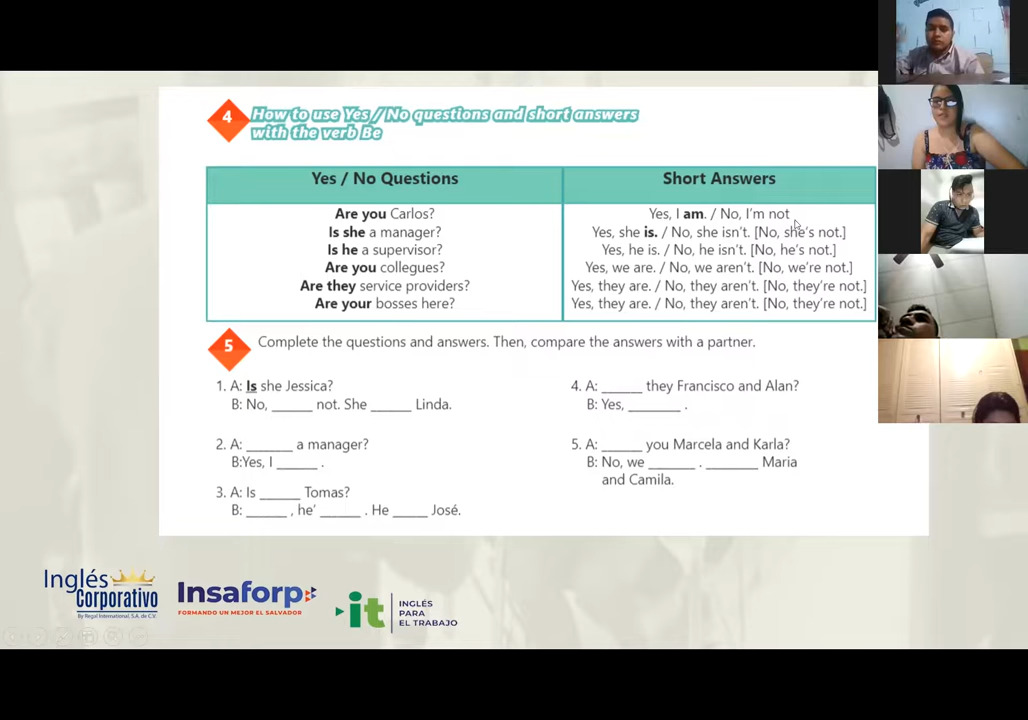 4
How to use Yes / No questions and short answers
with the verb Be
Yes / No Questions
Short Answers
Are you Carlos?
Yes, I am. / No, I'm not
Is she a manager?
Yes, she is. / No, she isn't. [No, she's not.]
Is he a supervisor?
Yes, he is. / No, he isn't. [No, he's not.]
Are you collegues?
Yes, we are. / No, we aren't. [No, we're not.]
Are they service providers?
Yes, they are. / No, they aren't. [No, they're not.]
Are your bosses here?
Yes, they are. / No, they aren't. [No, they're not.]
5
Complete the questions and answers. Then, compare the answers with a partner.
1. A: Is she Jessica?
B: No, ______ not. She ______ Linda.
2. A: _______ a manager?
B:Yes, I ______ .
3. A: Is ______ Tomas?
B: ______ , he' ______ . He _____ José.
4. A: ______ they Francisco and Alan?
B: Yes, ________ .
5. A: ______ you Marcela and Karla?
B: No, we _______ . ________ Maria
and Camila.
Inglés
Corporativo
By Regal International, S.A. de C.V.
Insaforp
FORMANDO UN MEJOR EL SALVADOR
it
INGLÉS
PARA
EL TRABAJO